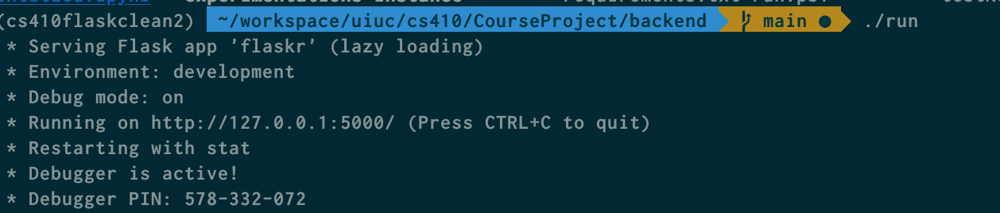 (cs410flaskclean2) ~/workspace/uiuc/cs410/CourseProject/backend main ● ./run
* Serving Flask app 'flaskr' (lazy loading)
* Environment: development
* Debug mode: on
* Running on http://127.0.0.1:5000/ (Press CTRL+C to quit)
* Restarting with stat
* Debugger is active!
* Debugger PIN: 578-332-072